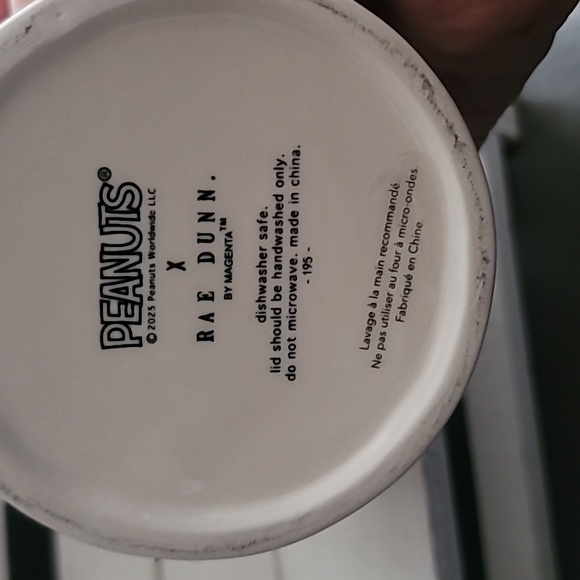 PEANUTS®
© 2025 Peanuts Worldwide LLC
X
RAE DUNN.
BY MAGENTA™
dishwasher safe.
lid should be handwashed only.
do not microwave. made in china.
- 195 -
Lavage à la main recommandé.
Ne pas utiliser au four à micro-ondes.
Fabriqué en Chine.